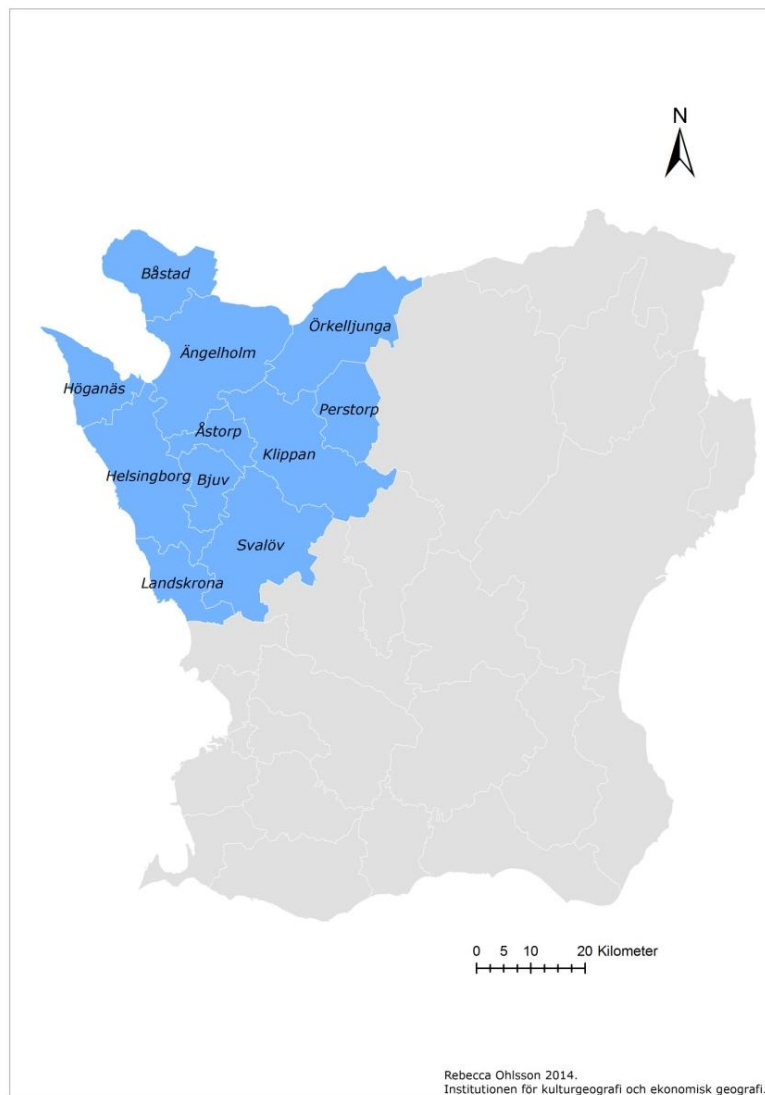 N
Båstad
Örkelljunga
Ängelholm
Höganäs
Perstorp
Åstorp
Klippan
Helsingborg
Bjuv
Svalöv
Landskrona
0 5 10 20 Kilometer
Rebecca Ohlsson 2014.
Institutionen för kulturgeografi och ekonomisk geografi.